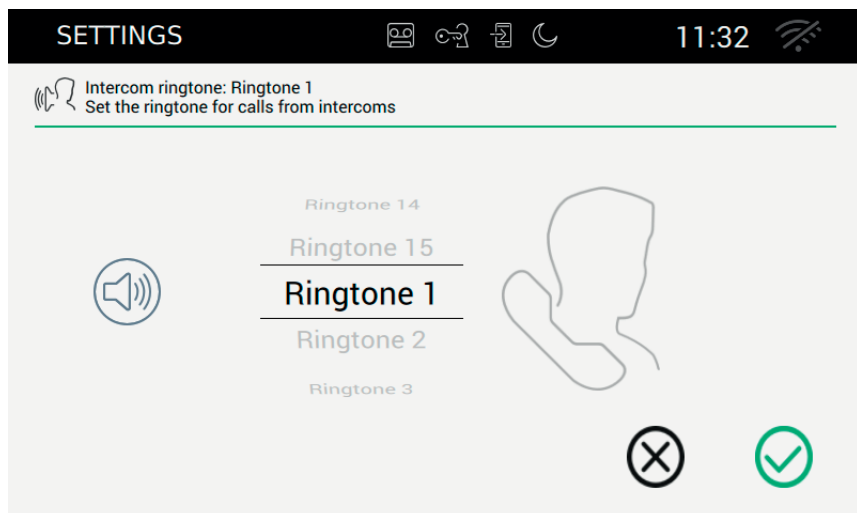 SETTINGS 11:32
Intercom ringtone: Ringtone 1
Set the ringtone for calls from intercoms
Ringtone 14
Ringtone 15
Ringtone 1
Ringtone 2
Ringtone 3